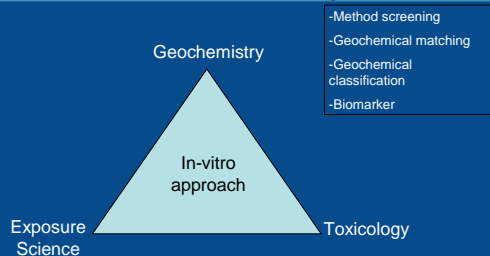 -Method screening
-Geochemical matching
-Geochemical
classification
-Biomarker
Geochemistry
In-vitro
approach
Exposure
Science
Toxicology